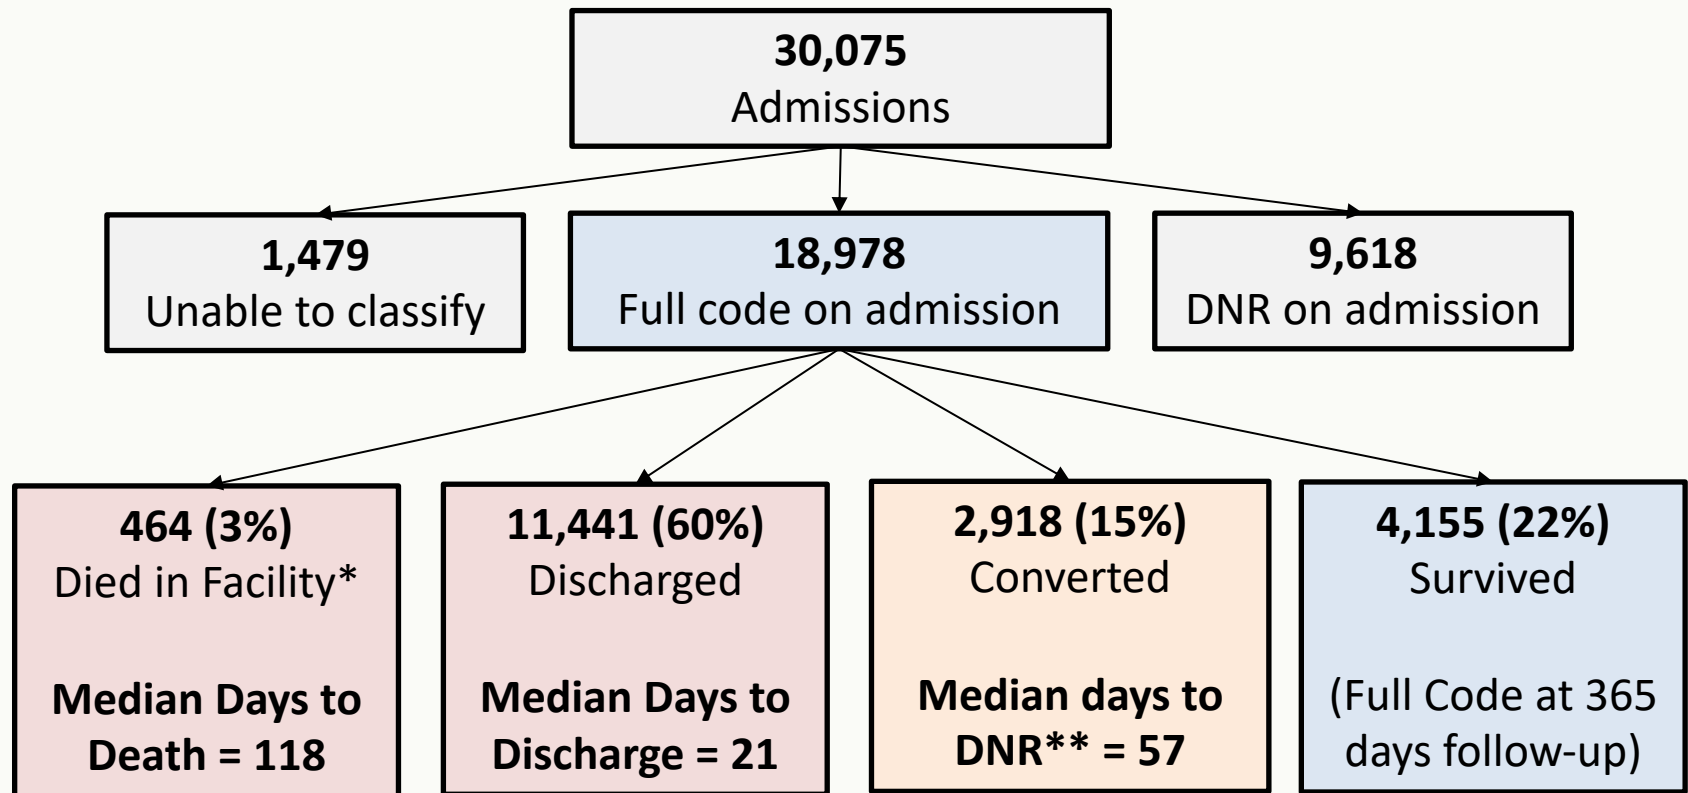 30,075
Admissions
1,479
Unable to classify
18,978
Full code on admission
9,618
DNR on admission
464 (3%)
Died in Facility*
Median Days to
Death = 118
11,441 (60%)
Discharged
Median Days to
Discharge = 21
2,918 (15%)
Converted
Median days to
DNR** = 57
4,155 (22%)
Survived
(Full Code at 365
days follow-up)